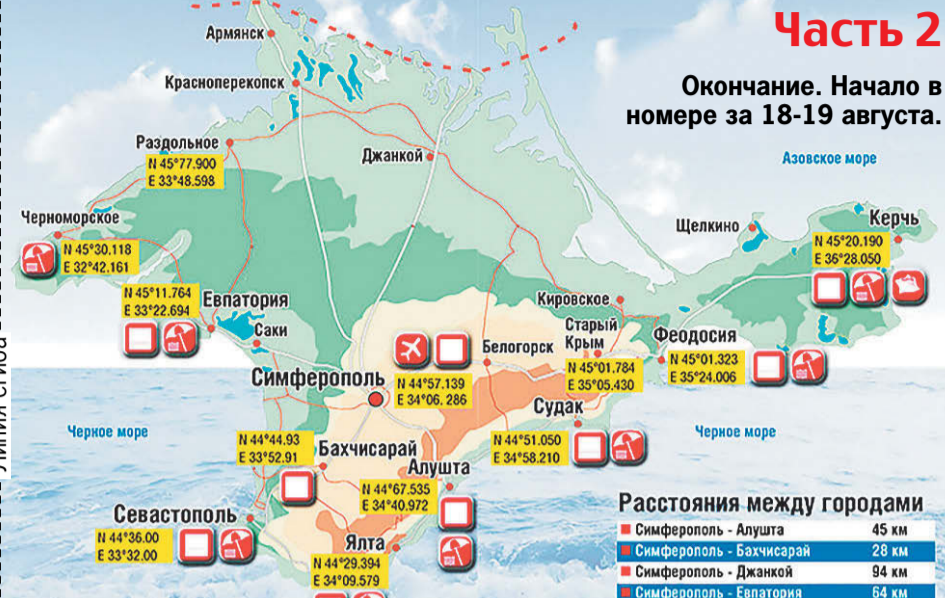 Часть 2
Окончание. Начало в
номере за 18-19 августа.
Армянск
Красноперекопск
Раздольное
N 45°77.900
E 33°48.598
Джанкой
Азовское море
Черноморское
N 45°30.118
E 32°42.161
Щелкино
Керчь
N 45°20.190
E 36°28.050
N 45°11.764
E 33°22.694
Евпатория
Саки
Кировское
Старый
Крым
N 45°01.784
E 35°05.430
Феодосия
N 45°01.323
E 35°24.006
Белогорск
Симферополь
N 44°57.139
E 34°06. 286
Судак
N 44°51.050
E 34°58.210
Черное море
Черное море
N 44°44.93
E 33°52.91
Бахчисарай
Алушта
N 44°67.535
E 34°40.972
Севастополь
N 44°36.00
E 33°32.00
Ялта
N 44°29.394
E 34°09.579
Расстояния между городами
Симферополь - Алушта 45 км
Симферополь - Бахчисарай 28 км
Симферополь - Джанкой 94 км
Симферополь - Евпатория 64 км